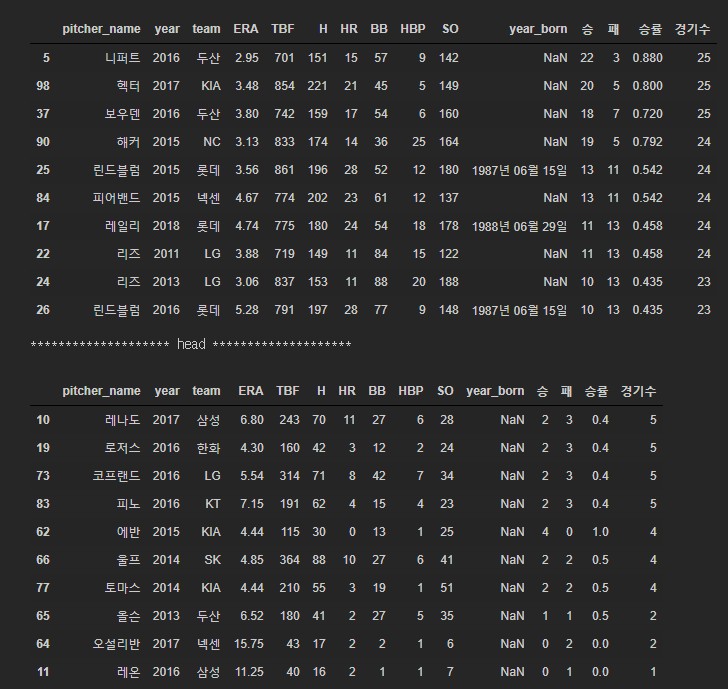 pitcher_name year team ERA TBF H HR BB HBP SO year_born 승 패 승률 경기수
5 니퍼트 2016 두산 2.95 701 151 15 57 9 142 NaN 22 3 0.880 25
98 헥터 2017 KIA 3.48 854 221 21 45 5 149 NaN 20 5 0.800 25
37 보우덴 2016 두산 3.80 742 159 17 54 6 160 NaN 18 7 0.720 25
90 해커 2015 NC 3.13 833 174 14 36 25 164 NaN 19 5 0.792 24
25 린드블럼 2015 롯데 3.56 861 196 28 52 12 180 1987년 06월 15일 13 11 0.542 24
84 피어밴드 2015 넥센 4.67 774 202 23 61 12 137 NaN 13 11 0.542 24
17 레일리 2018 롯데 4.74 775 180 24 54 18 178 1988년 06월 29일 11 13 0.458 24
22 리즈 2011 LG 3.88 719 149 11 84 15 122 NaN 11 13 0.458 24
24 리즈 2013 LG 3.06 837 153 11 88 20 188 NaN 10 13 0.435 23
26 린드블럼 2016 롯데 5.28 791 197 28 77 9 148 1987년 06월 15일 10 13 0.435 23
******************** head ********************
pitcher_name year team ERA TBF H HR BB HBP SO year_born 승 패 승률 경기수
10 레나도 2017 삼성 6.80 243 70 11 27 6 28 NaN 2 3 0.4 5
19 로저스 2016 한화 4.30 160 42 3 12 2 24 NaN 2 3 0.4 5
73 코프랜드 2016 LG 5.54 314 71 8 42 7 34 NaN 2 3 0.4 5
83 피노 2016 KT 7.15 191 62 4 15 4 23 NaN 2 3 0.4 5
62 에반 2015 KIA 4.44 115 30 0 13 1 25 NaN 4 0 1.0 4
66 울프 2014 SK 4.85 364 88 10 27 6 41 NaN 2 2 0.5 4
77 토마스 2014 KIA 4.44 210 55 3 19 1 51 NaN 2 2 0.5 4
65 올슨 2013 두산 6.52 180 41 2 27 5 35 NaN 1 1 0.5 2
64 오설리반 2017 넥센 15.75 43 17 2 2 1 6 NaN 0 2 0.0 2
11 레온 2016 삼성 11.25 40 16 2 1 1 7 NaN 0 1 0.0 1